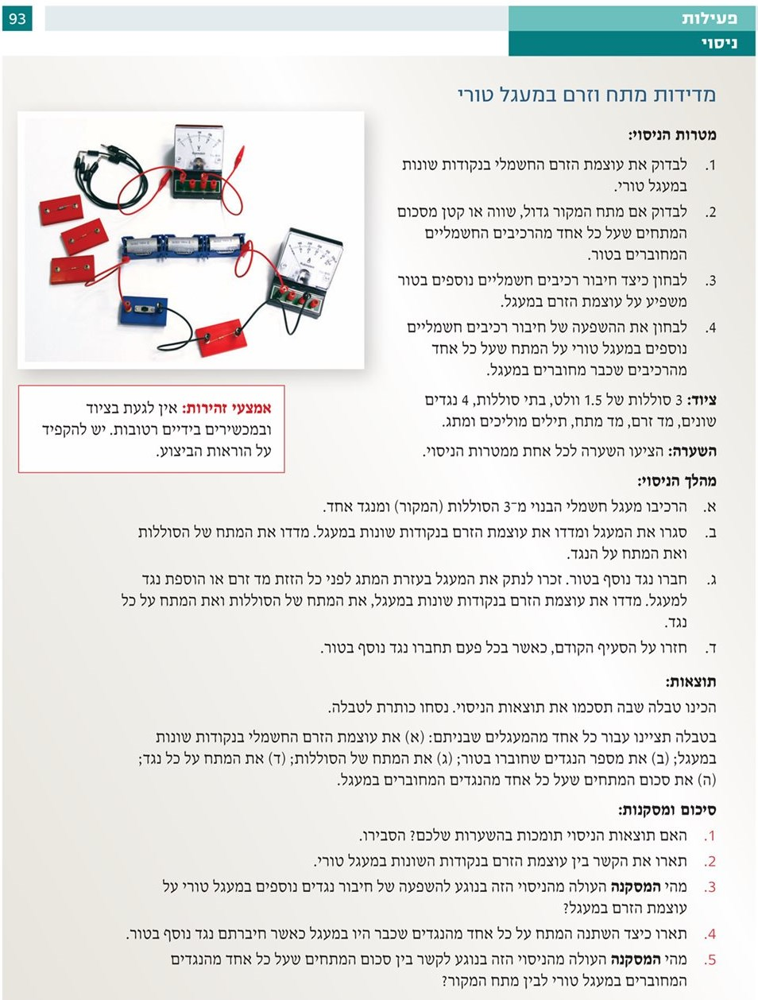 93
פעילות
ניסוי
מדידות מתח וזרם במעגל טורי
מטרות הניסוי:
1. לבדוק את עוצמת הזרם החשמלי בנקודות שונות
במעגל טורי.
2. לבדוק אם מתח המקור גדול, שווה או קטן מסכום
המתחים שעל כל אחד מהרכיבים החשמליים
המחוברים בטור.
3. לבחון כיצד חיבור רכיבים חשמליים נוספים בטור
משפיע על עוצמת הזרם במעגל.
4. לבחון את ההשפעה של חיבור רכיבים חשמליים
נוספים במעגל טורי על המתח שעל כל אחד
מהרכיבים שכבר מחוברים במעגל.
ציוד: 3 סוללות של 1.5 וולט, בתי סוללות, 4 נגדים
שונים, מד זרם, מד מתח, תילים מוליכים ומתג.
השערה: הציעו השערה לכל אחת ממטרות הניסוי.
אמצעי זהירות: אין לגעת בציוד
ובמכשירים בידיים רטובות. יש להקפיד
על הוראות הביצוע.
מהלך הניסוי:
א. הרכיבו מעגל חשמלי הבנוי מ־3 הסוללות (המקור) ומנגד אחד.
ב. סגרו את המעגל ומדדו את עוצמת הזרם בנקודות שונות במעגל. מדדו את המתח של הסוללות
ואת המתח על הנגד.
ג. חברו נגד נוסף בטור. זכרו לנתק את המעגל בעזרת המתג לפני כל הזזת מד זרם או הוספת נגד
למעגל. מדדו את עוצמת הזרם בנקודות שונות במעגל, את המתח של הסוללות ואת המתח על כל
נגד.
ד. חזרו על הסעיף הקודם, כאשר בכל פעם תחברו נגד נוסף בטור.
תוצאות:
הכינו טבלה שבה תסכמו את תוצאות הניסוי. נסחו כותרת לטבלה.
בטבלה תציינו עבור כל אחד מהמעגלים שבניתם: (א) את עוצמת הזרם החשמלי בנקודות שונות
במעגל; (ב) את מספר הנגדים שחוברו בטור; (ג) את המתח של הסוללות; (ד) את המתח על כל נגד;
(ה) את סכום המתחים שעל כל אחד מהנגדים המחוברים במעגל.
סיכום ומסקנות:
1. האם תוצאות הניסוי תומכות בהשערות שלכם? הסבירו.
2. תארו את הקשר בין עוצמת הזרם בנקודות השונות במעגל טורי.
3. מהי המסקנה העולה מהניסוי הזה בנוגע להשפעה של חיבור נגדים נוספים במעגל טורי על
עוצמת הזרם במעגל?
4. תארו כיצד השתנה המתח על כל אחד מהנגדים שכבר היו במעגל כאשר חיברתם נגד נוסף בטור.
5. מהי המסקנה העולה מהניסוי הזה בנוגע לקשר בין סכום המתחים שעל כל אחד מהנגדים
המחוברים במעגל טורי לבין מתח המקור?